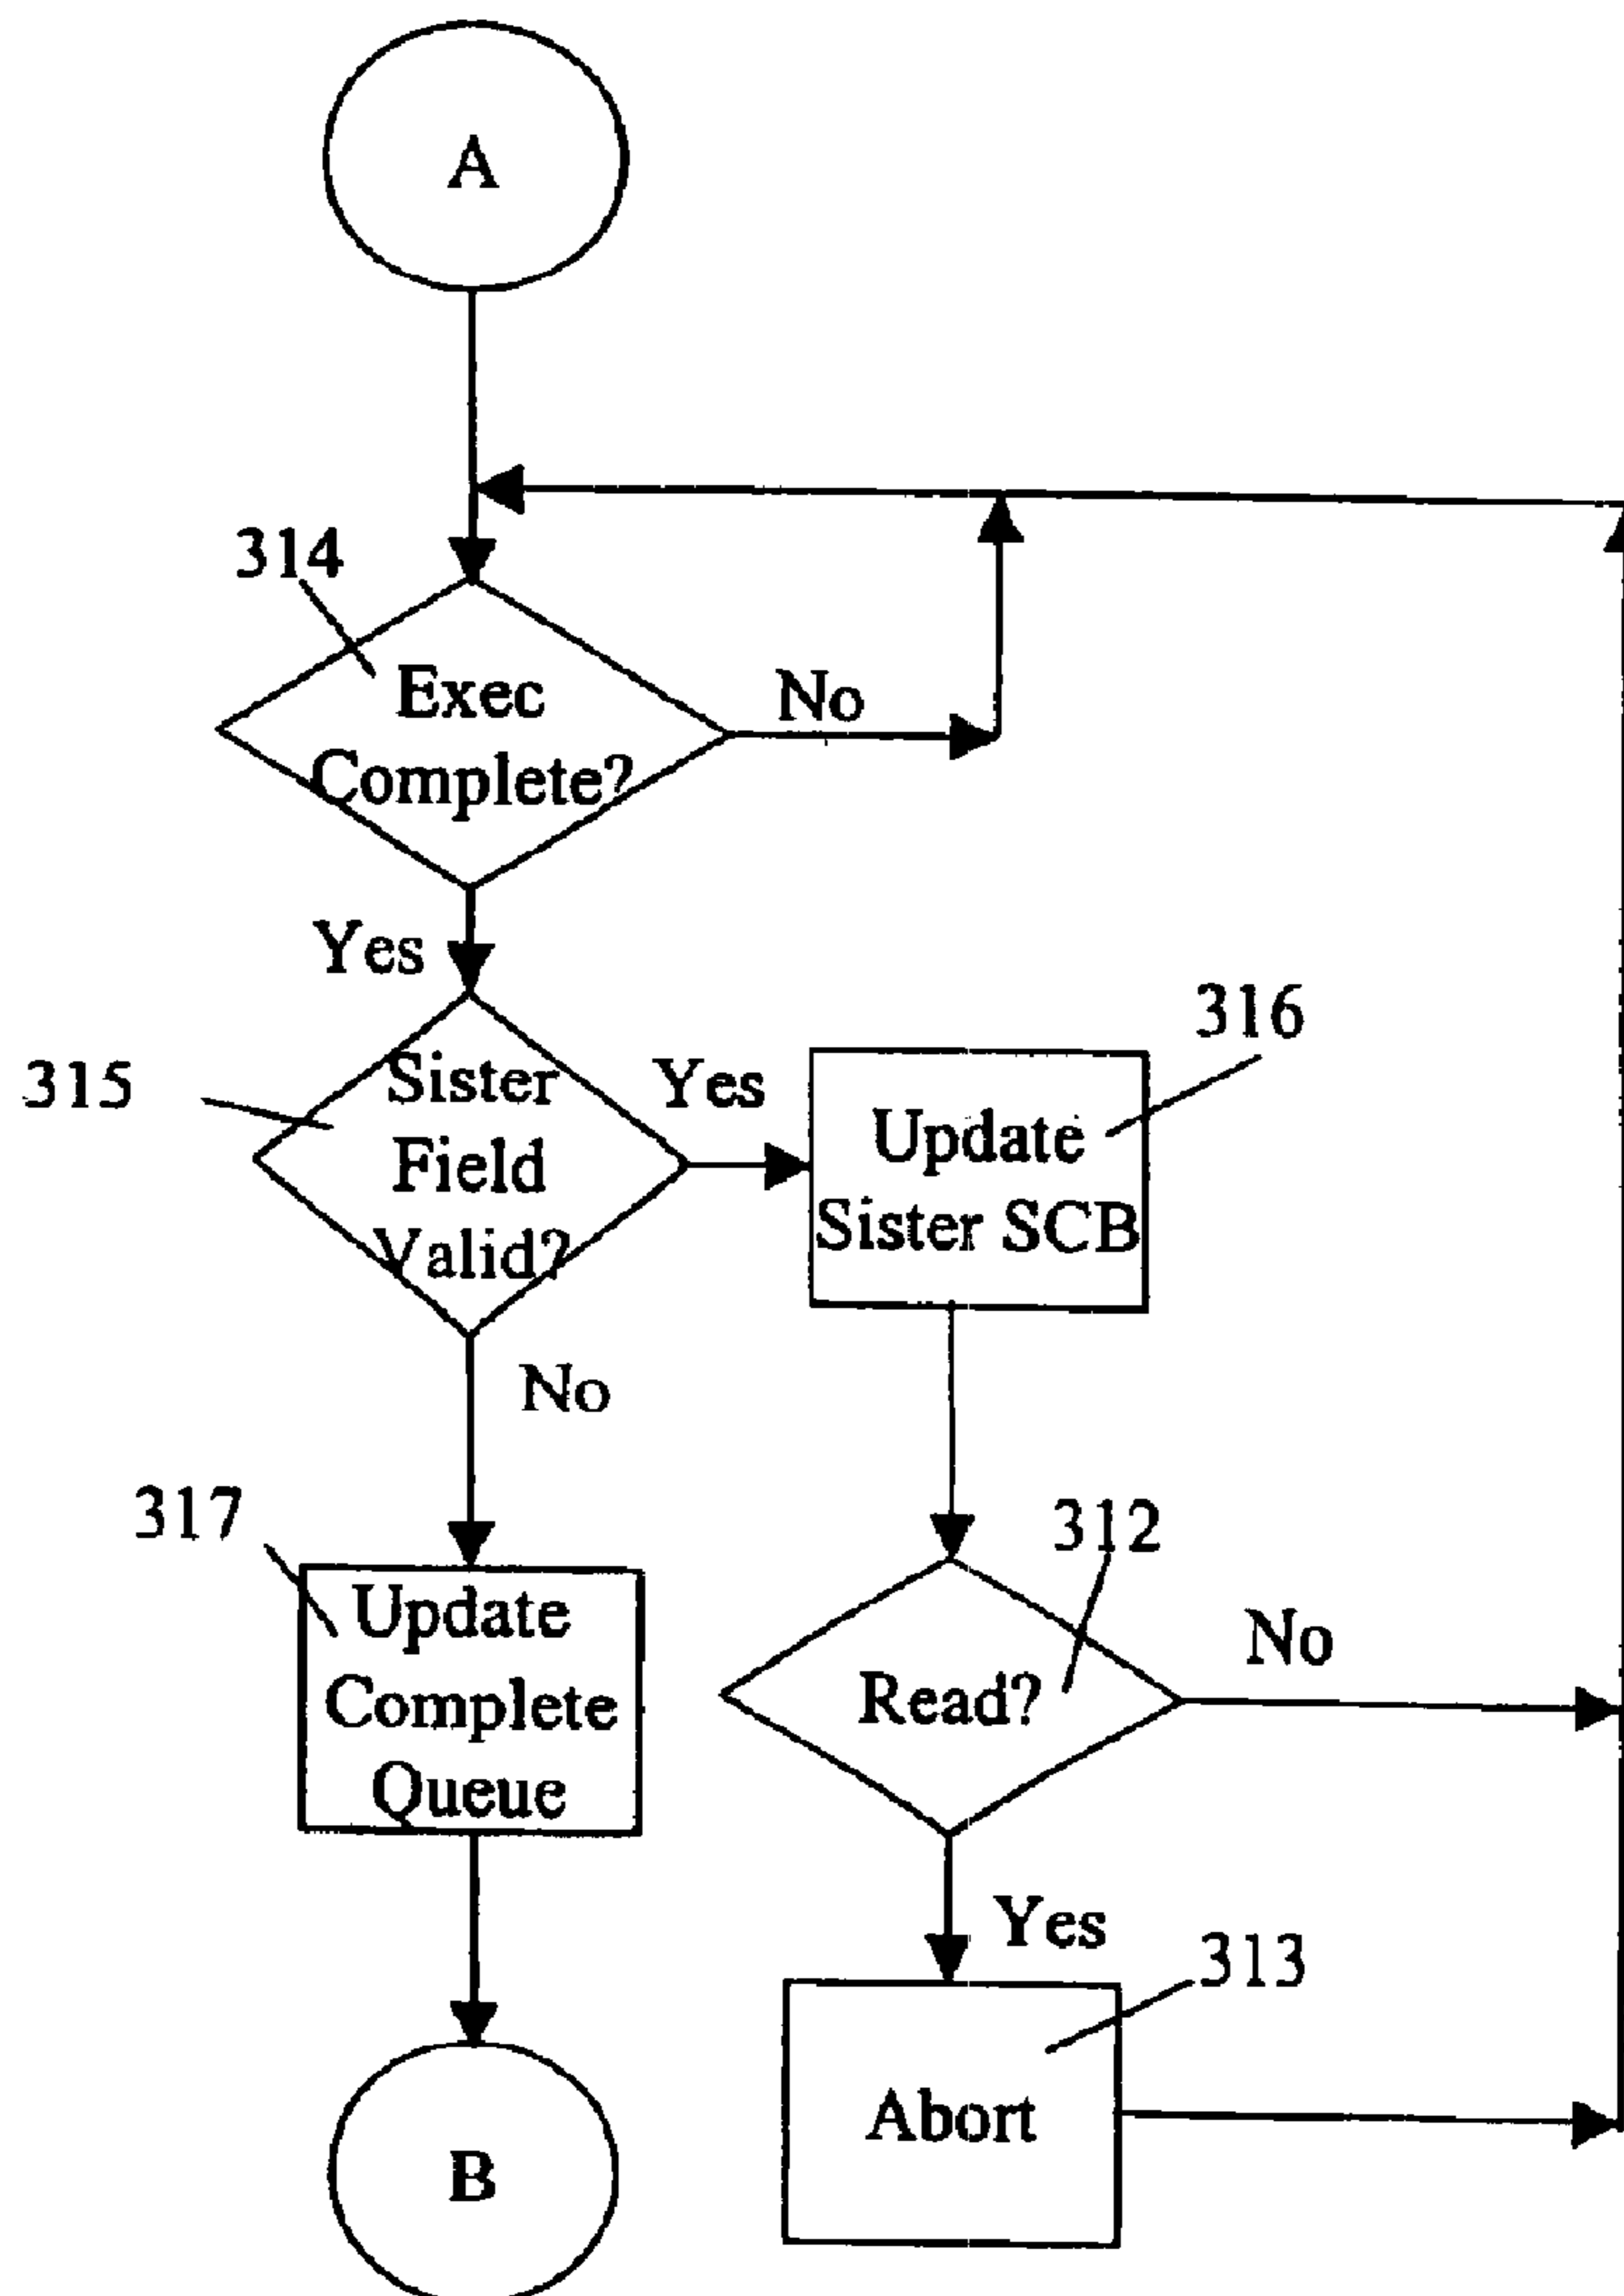 A
314
Exec
Complete?
No
Yes
315
Sister
Field
Valid?
Yes
316
Update
Sister SCB
No
317
Update
Complete
Queue
312
Read?
No
Yes
313
Abort
B